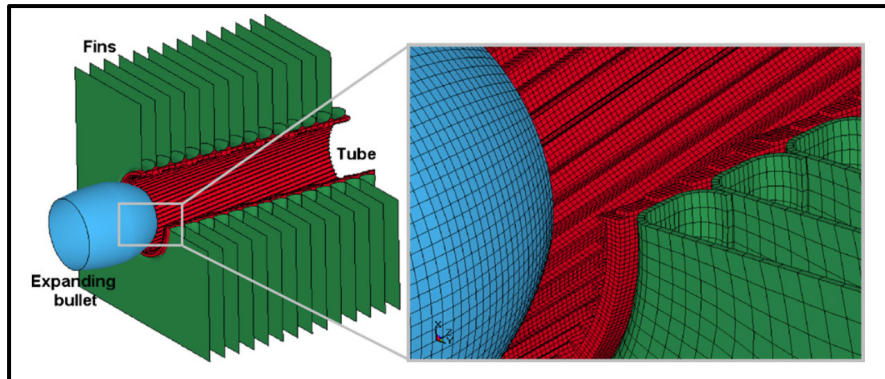 Fins
Tube
Expanding
bullet
X
Z
Y